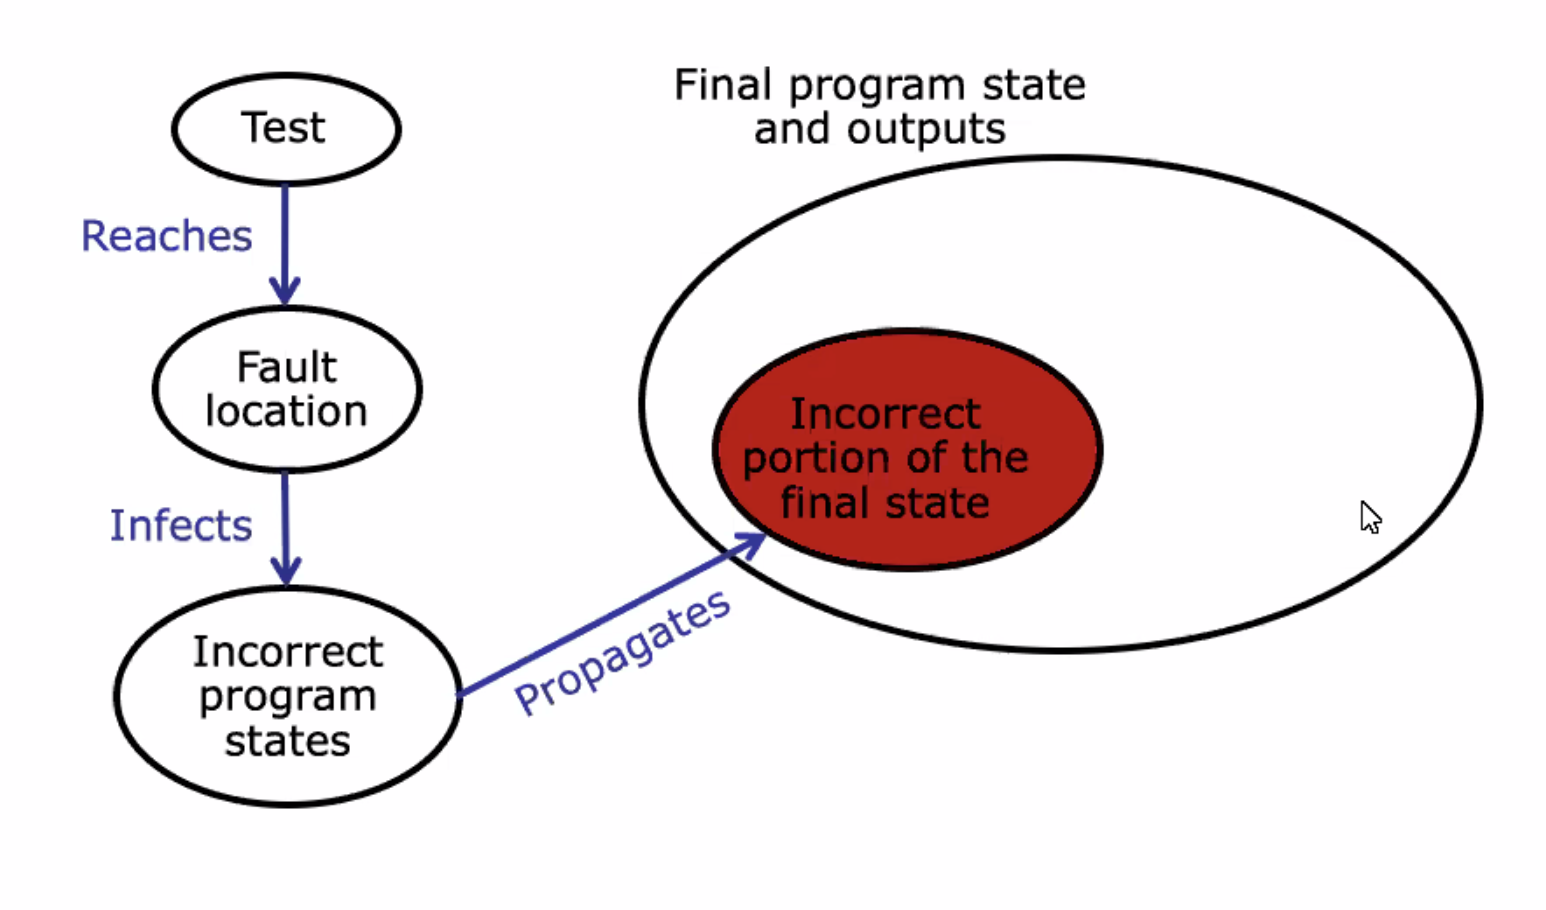 Test
Reaches
Fault
location
Infects
Incorrect
program
states
Propagates
Final program state
and outputs
Incorrect
portion of the
final state